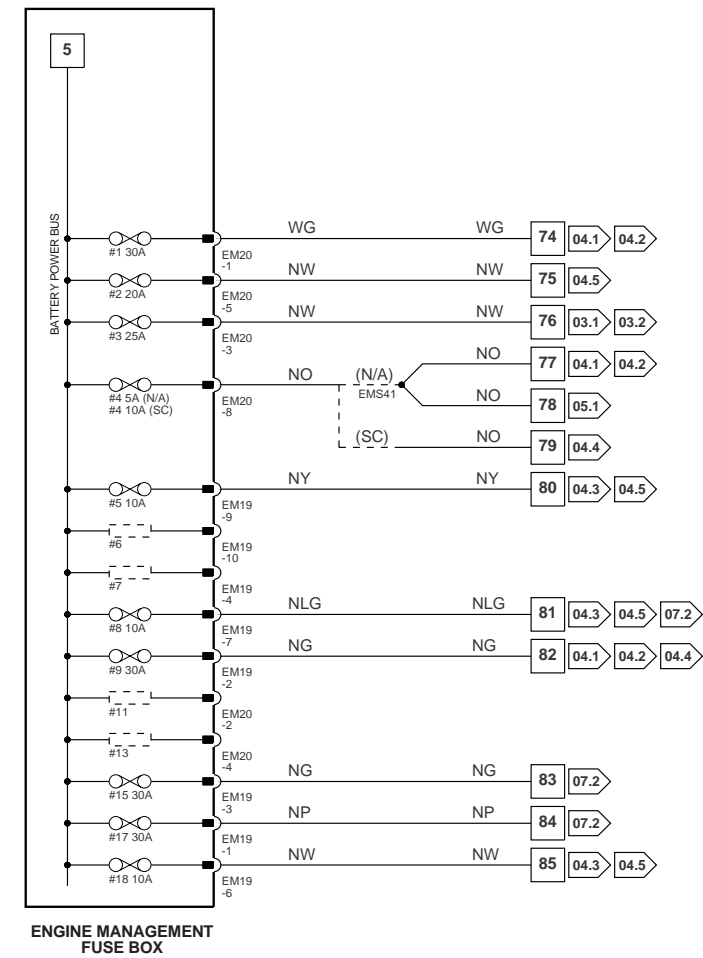 5
BATTERY POWER BUS
WG WG 74 04.1 04.2
#1 30A
EM20
-1
NW NW 75 04.5
#2 20A
EM20
-5
NW NW 76 03.1 03.2
#3 25A
EM20
-3
NO 77 04.1 04.2
NO (N/A)
EMS41
#4 5A (N/A)
#4 10A (SC)
EM20
-8
NO 78 05.1
(SC) NO 79 04.4
NY NY 80 04.3 04.5
#5 10A
EM19
-9
#6
EM19
-10
#7
EM19
-4
NLG NLG 81 04.3 04.5 07.2
#8 10A
EM19
-7
NG NG 82 04.1 04.2 04.4
#9 30A
EM19
-2
#11
EM20
-2
#13
EM20
-4
NG NG 83 07.2
#15 30A
EM19
-3
NP NP 84 07.2
#17 30A
EM19
-1
NW NW 85 04.3 04.5
#18 10A
EM19
-6
ENGINE MANAGEMENT
FUSE BOX